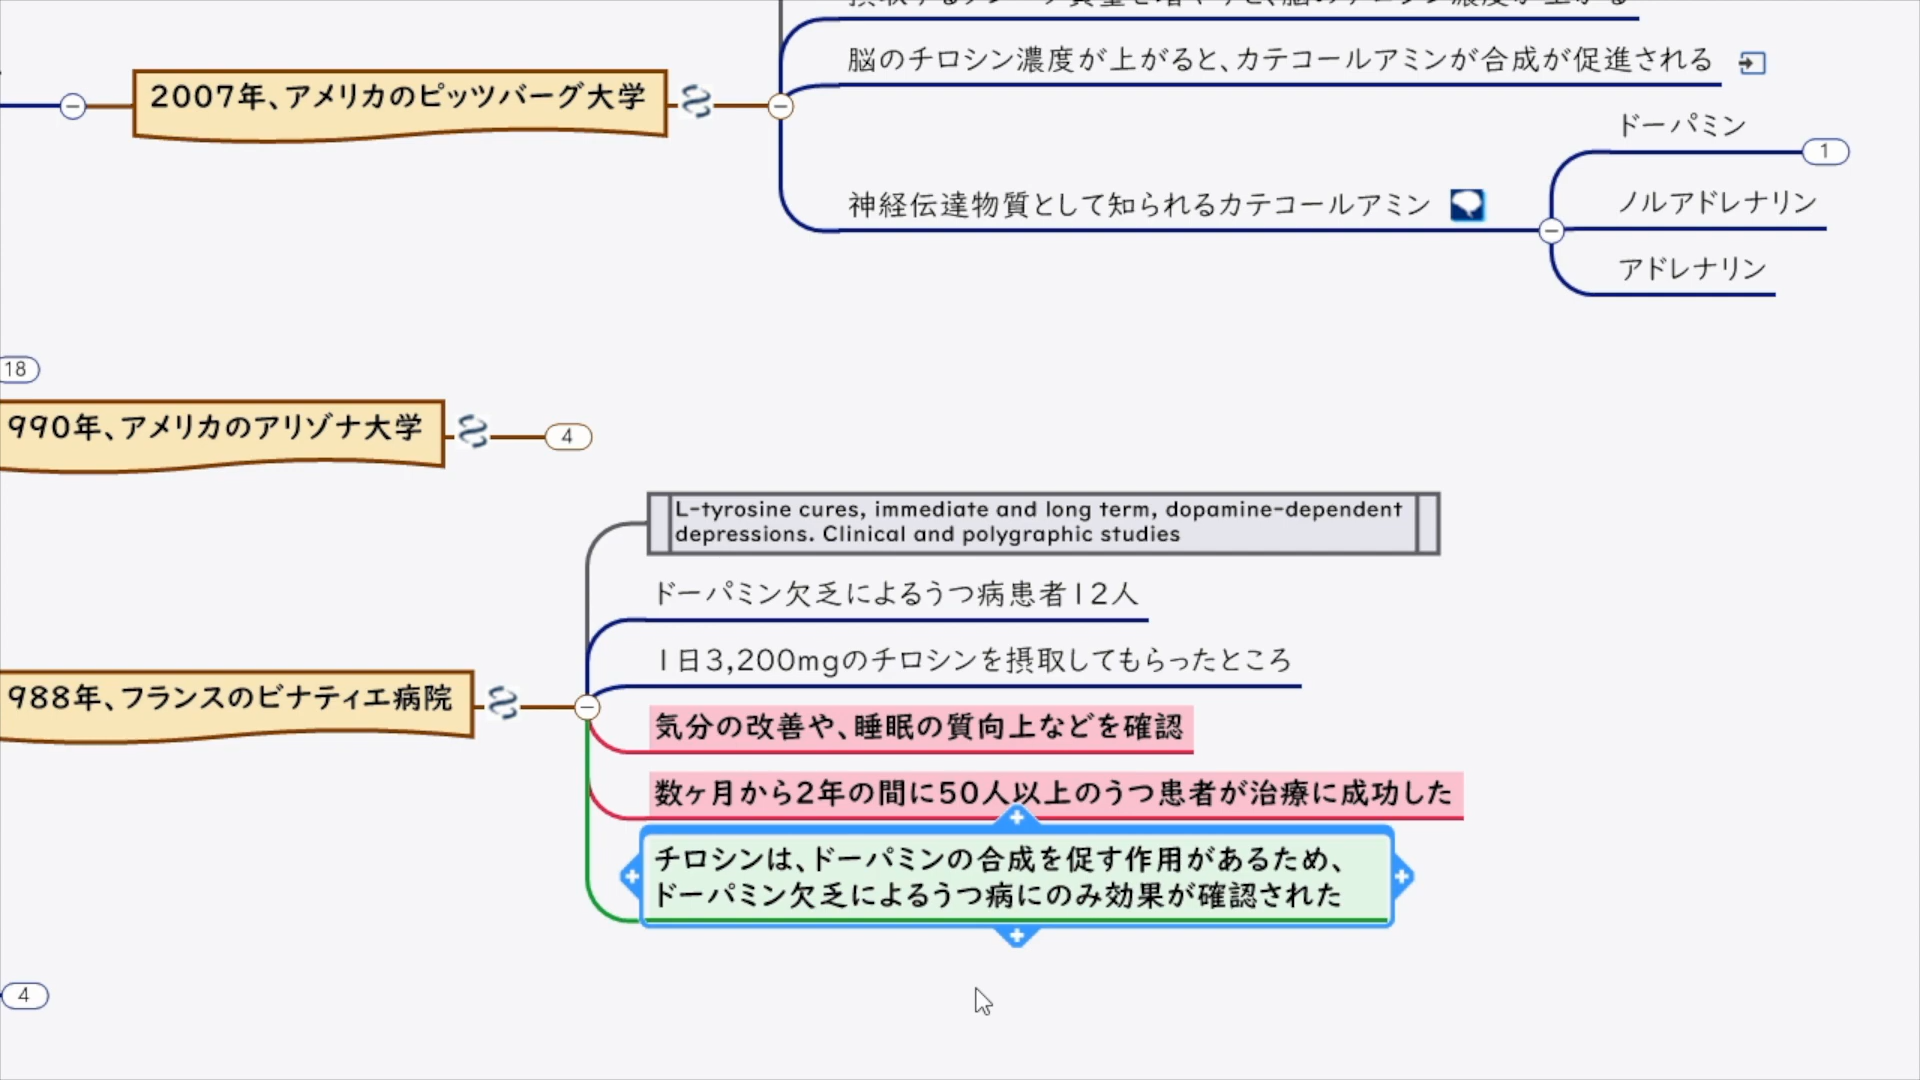 脳のチロシン濃度が上がると、カテコールアミンが合成が促進される
2007年、アメリカのピッツバーグ大学
ドーパミン
1
神経伝達物質として知られるカテコールアミン
ノルアドレナリン
アドレナリン
18
990年、アメリカのアリゾナ大学
4
L-tyrosine cures, immediate and long term, dopamine-dependent
depressions. Clinical and polygraphic studies
ドーパミン欠乏によるうつ病患者12人
1日3,200mgのチロシンを摂取してもらったところ
988年、フランスのビナティエ病院
気分の改善や、睡眠の質向上などを確認
数ヶ月から2年の間に50人以上のうつ患者が治療に成功した
チロシンは、ドーパミンの合成を促す作用があるため、
ドーパミン欠乏によるうつ病にのみ効果が確認された
4